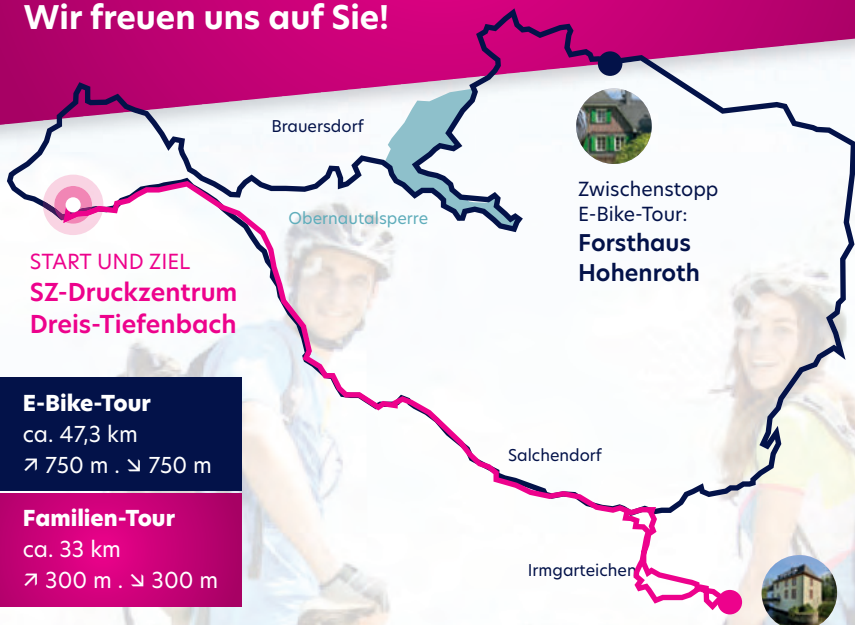 Wir freuen uns auf Sie!
Brauersdorf
Obernautalsperre
Zwischenstopp
E-Bike-Tour:
Forsthaus
Hohenroth
START UND ZIEL
SZ-Druckzentrum
Dreis-Tiefenbach
E-Bike-Tour
ca. 47,3 km
↗ 750 m . ↘ 750 m
Salchendorf
Familien-Tour
ca. 33 km
↗ 300 m . ↘ 300 m
Irmgarteichen